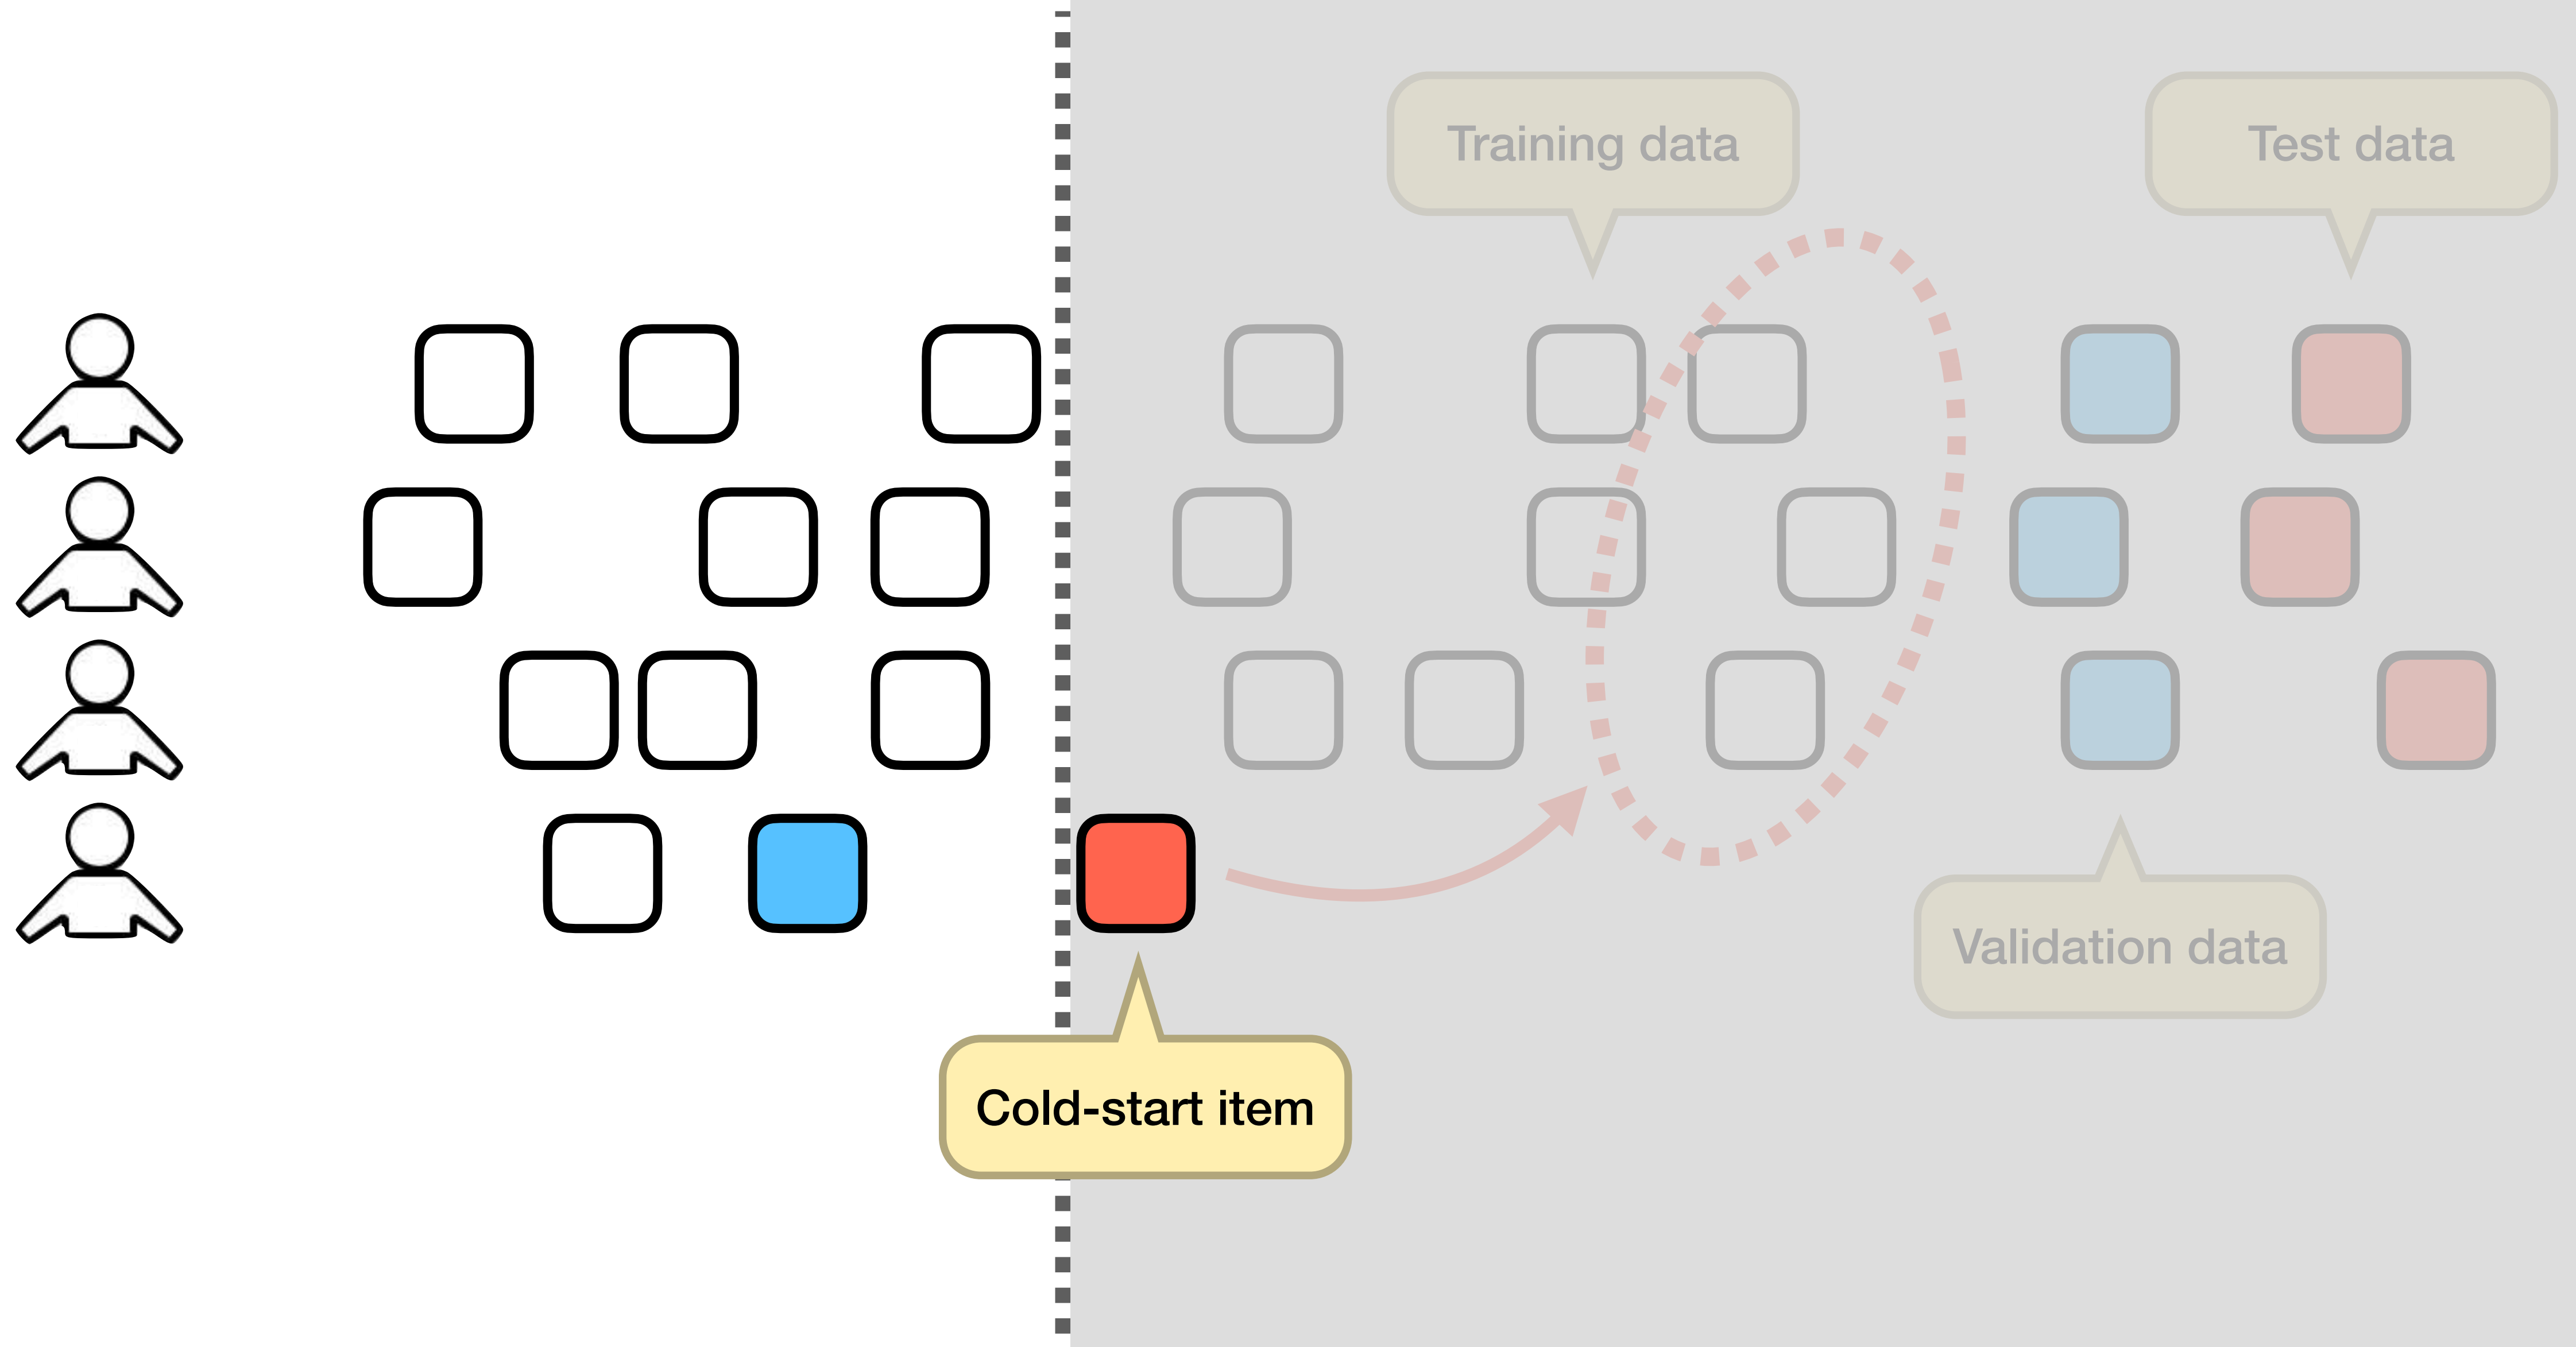 Training data
Test data
Validation data
Cold-start item